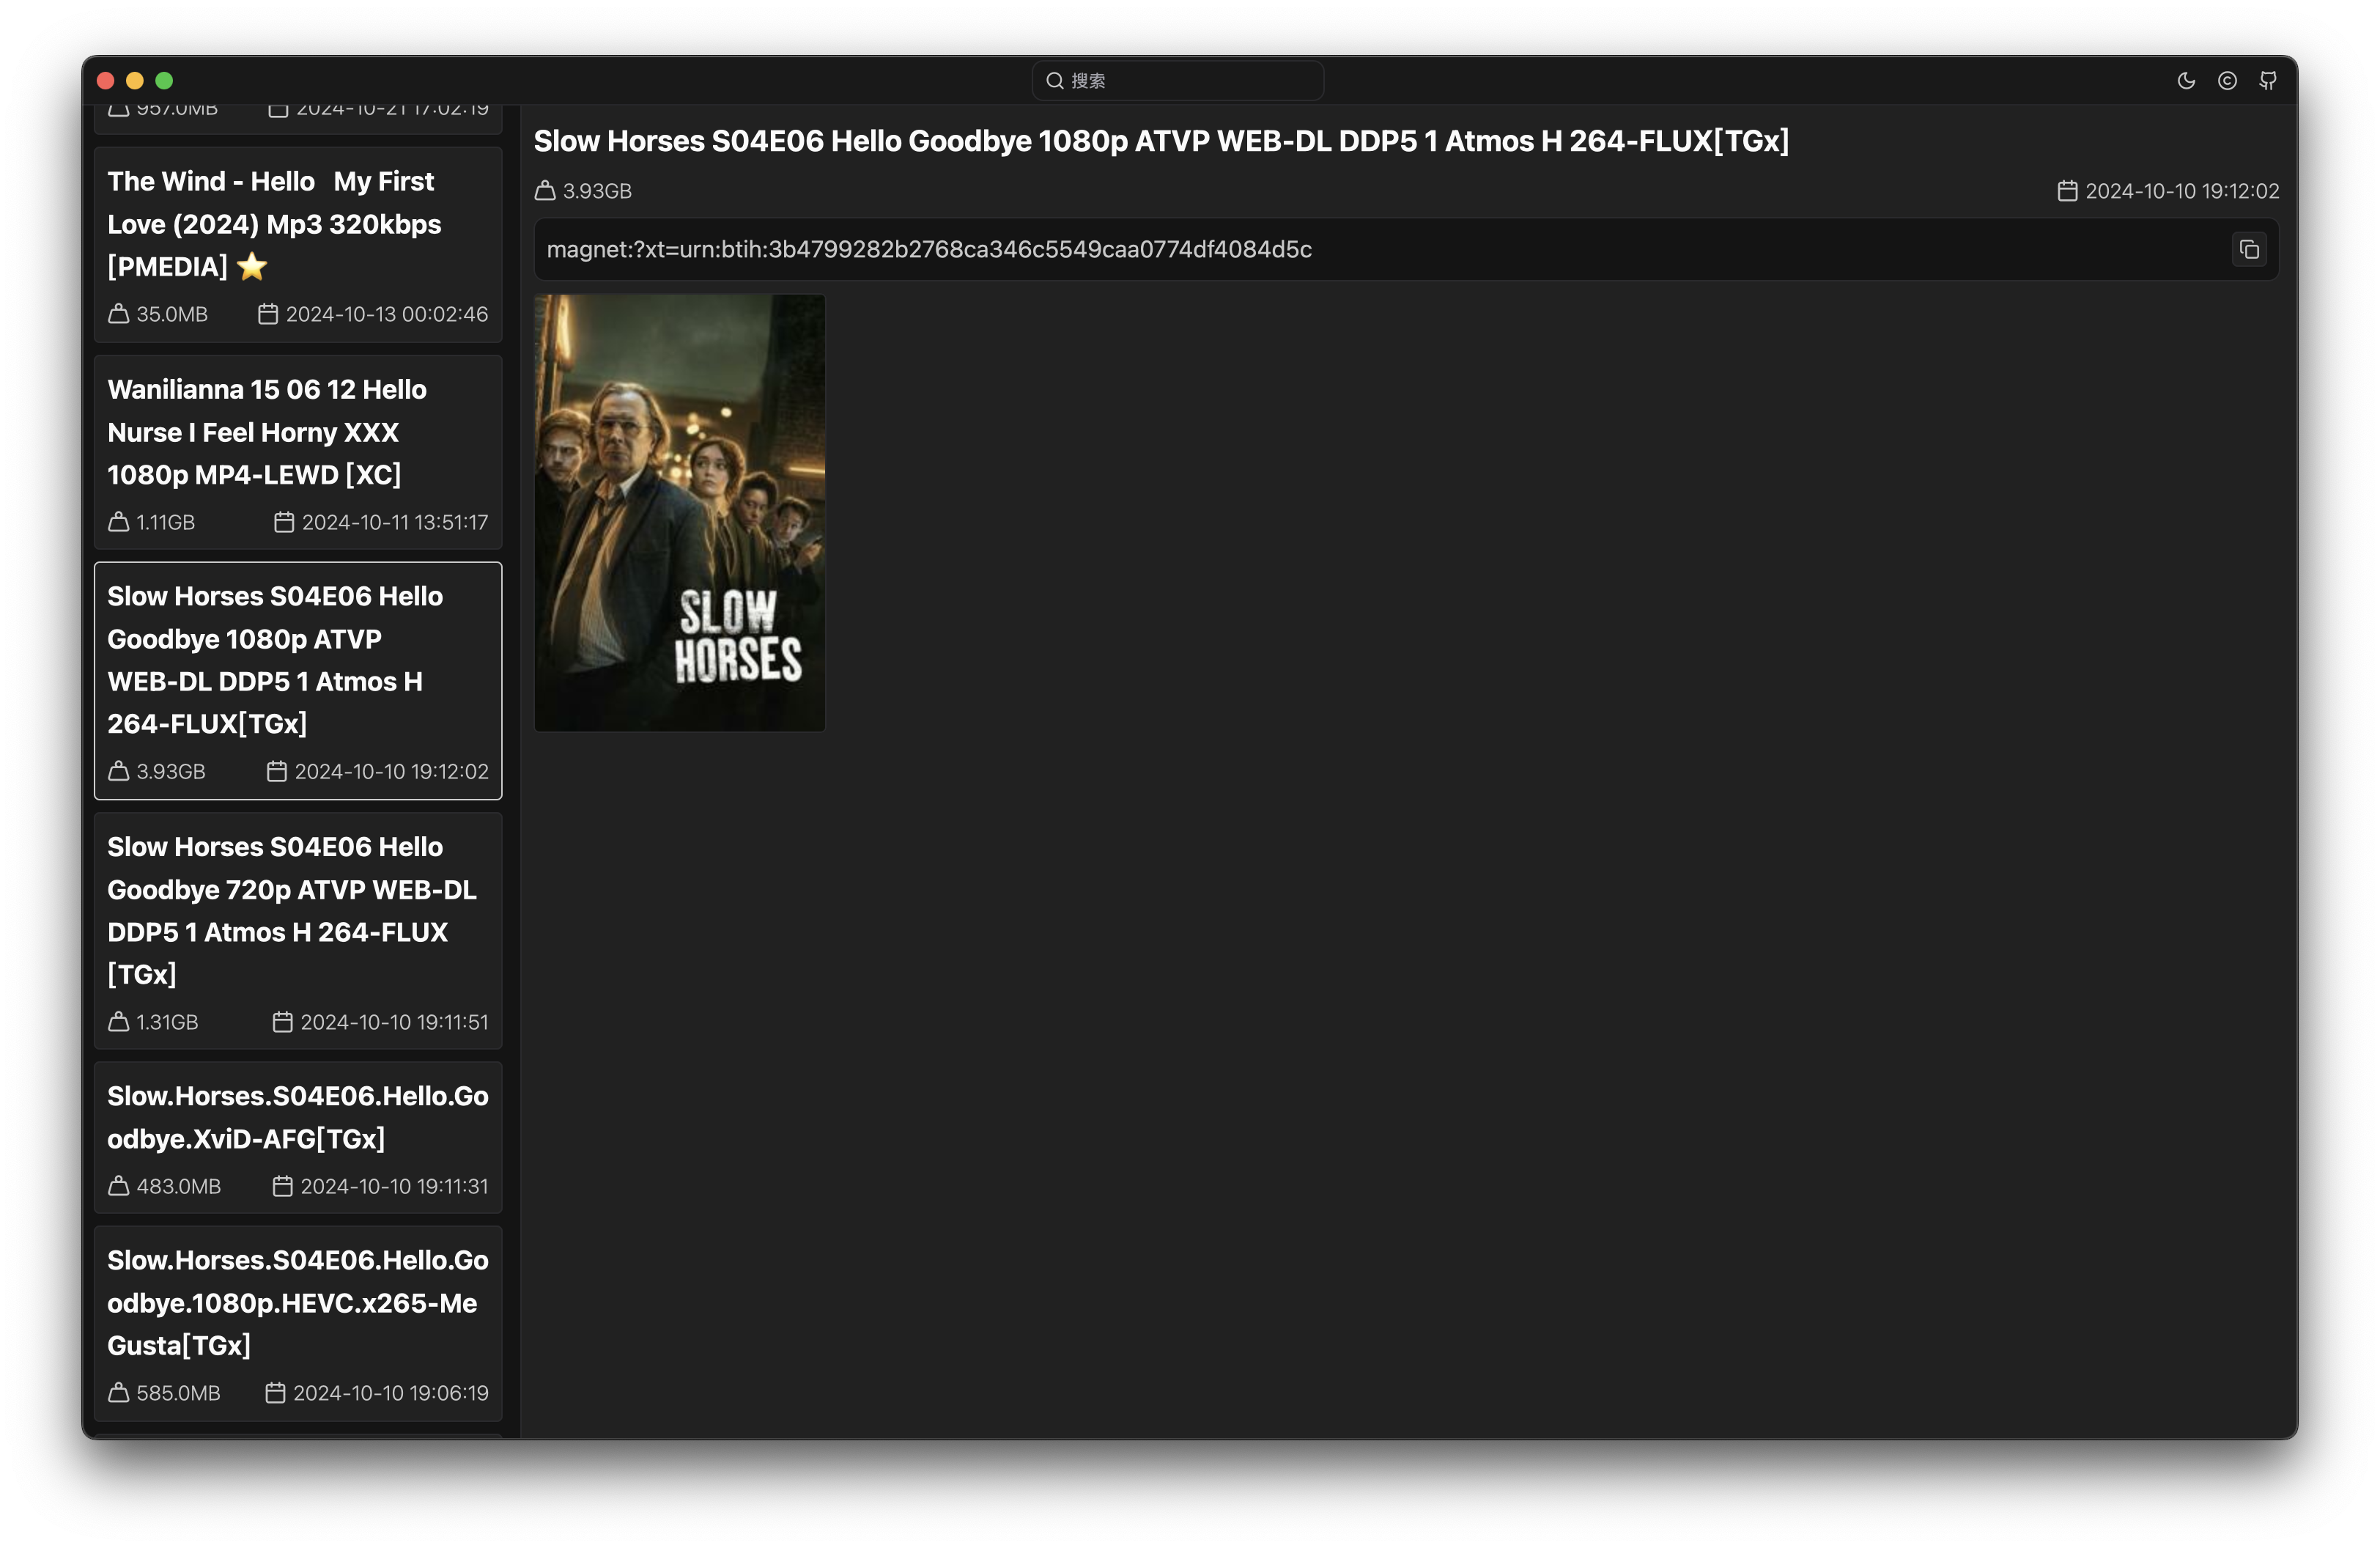 搜索
957.0MB 2024-10-21 17:02:19
The Wind - Hello My First
Love (2024) Mp3 320kbps
[PMEDIA] ⭐
35.0MB 2024-10-13 00:02:46
Wanilianna 15 06 12 Hello
Nurse I Feel Horny XXX
1080p MP4-LEWD [XC]
1.11GB 2024-10-11 13:51:17
Slow Horses S04E06 Hello
Goodbye 1080p ATVP
WEB-DL DDP5 1 Atmos H
264-FLUX[TGx]
3.93GB 2024-10-10 19:12:02
Slow Horses S04E06 Hello
Goodbye 720p ATVP WEB-DL
DDP5 1 Atmos H 264-FLUX
[TGx]
1.31GB 2024-10-10 19:11:51
Slow.Horses.S04E06.Hello.Go
odbye.XviD-AFG[TGx]
483.0MB 2024-10-10 19:11:31
Slow.Horses.S04E06.Hello.Go
odbye.1080p.HEVC.x265-Me
Gusta[TGx]
585.0MB 2024-10-10 19:06:19
Slow Horses S04E06 Hello Goodbye 1080p ATVP WEB-DL DDP5 1 Atmos H 264-FLUX[TGx]
3.93GB 2024-10-10 19:12:02
magnet:?xt=urn:btih:3b4799282b2768ca346c5549caa0774df4084d5c
SLOW
HORSES